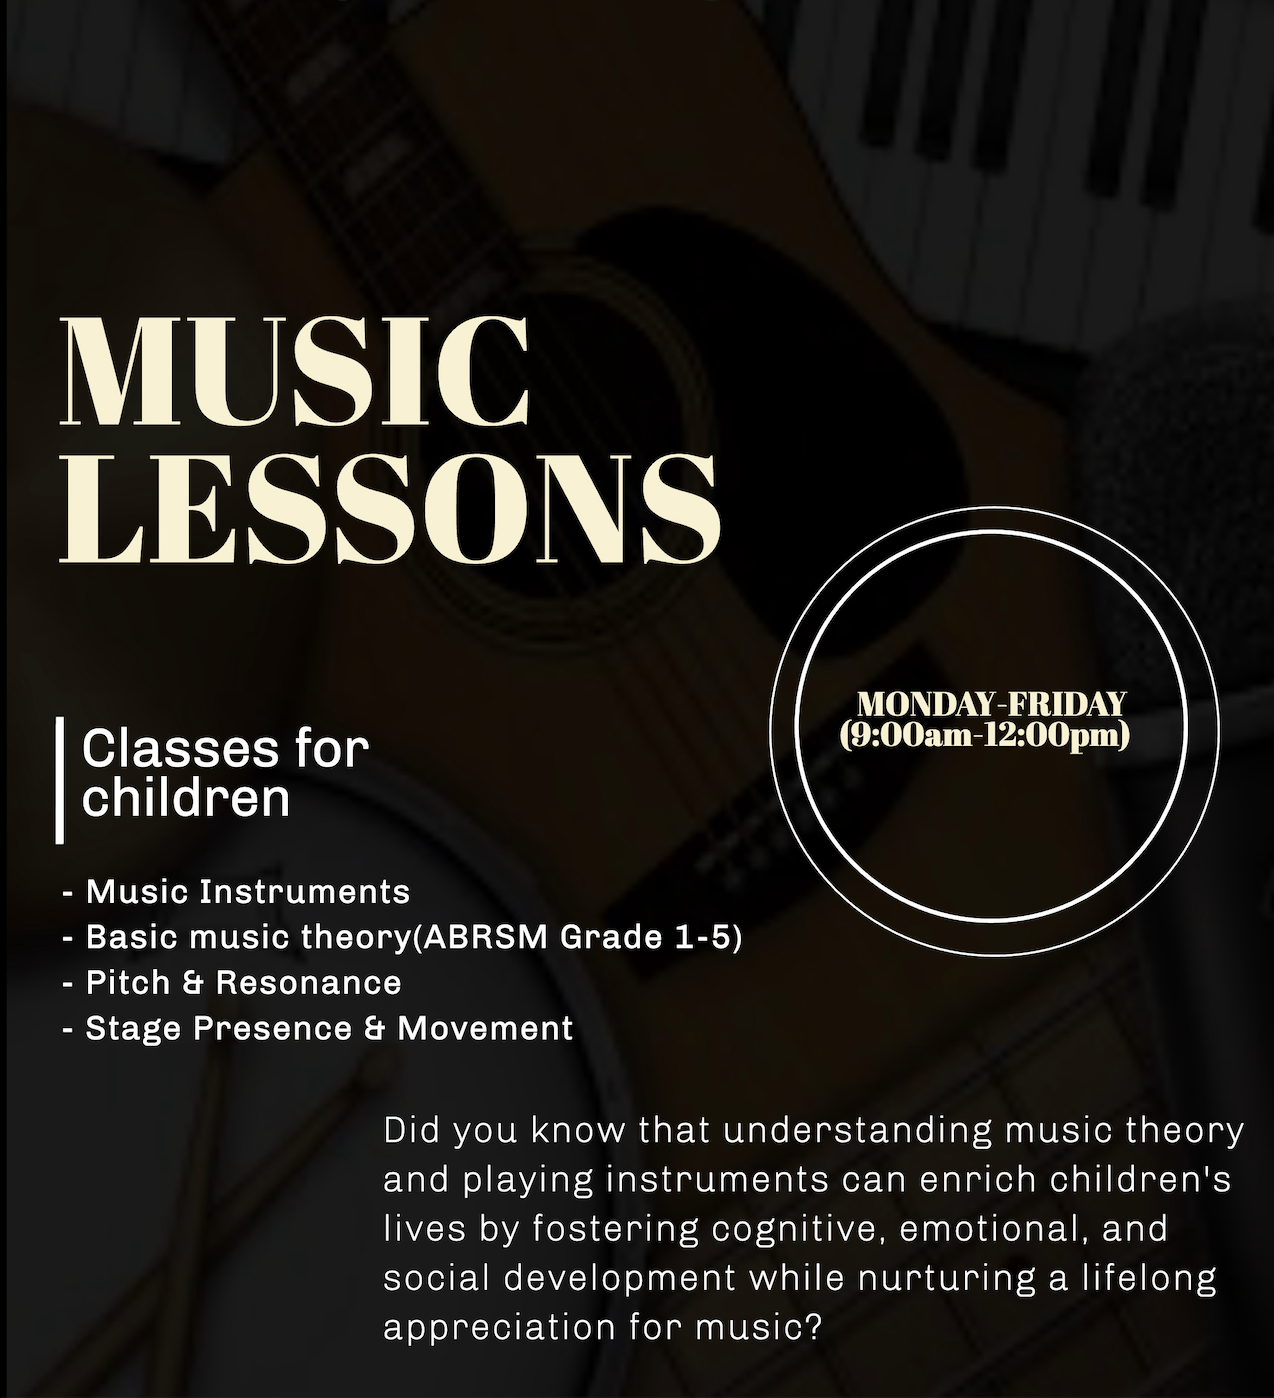 MUSIC
LESSONS
MONDAY-FRIDAY
(9:00am-12:00pm)
Classes for
children
- Music Instruments
- Basic music theory(ABRSM Grade 1-5)
- Pitch & Resonance
- Stage Presence & Movement
Did you know that understanding music theory
and playing instruments can enrich children's
lives by fostering cognitive, emotional, and
social development while nurturing a lifelong
appreciation for music?